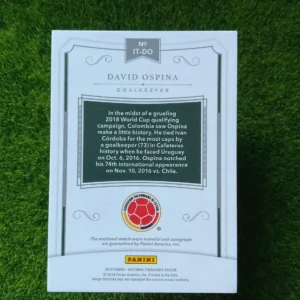 Nº
IT-DO
DAVID OSPINA
GOALKEEPER
In the midst of a grueling
2018 World Cup qualifying
campaign, Colombia saw Ospina
make a little history. He tied Iván
Córdoba for the most caps by
a goalkeeper (73) in Cafeteros
history when he faced Uruguay
on Oct. 6, 2016. Ospina notched
his 74th international appearance
on Nov. 10, 2016 vs. Chile.
The enclosed match-worn material and autograph
are guaranteed by Panini America, Inc.
PANINI